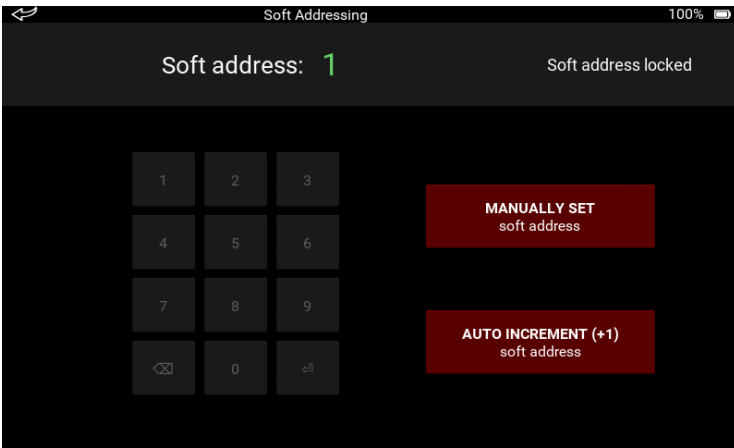 Soft Addressing
100%
Soft address: 1
Soft address locked
1 2 3
4 5 6
7 8 9
0
MANUALLY SET
soft address
AUTO INCREMENT (+1)
soft address